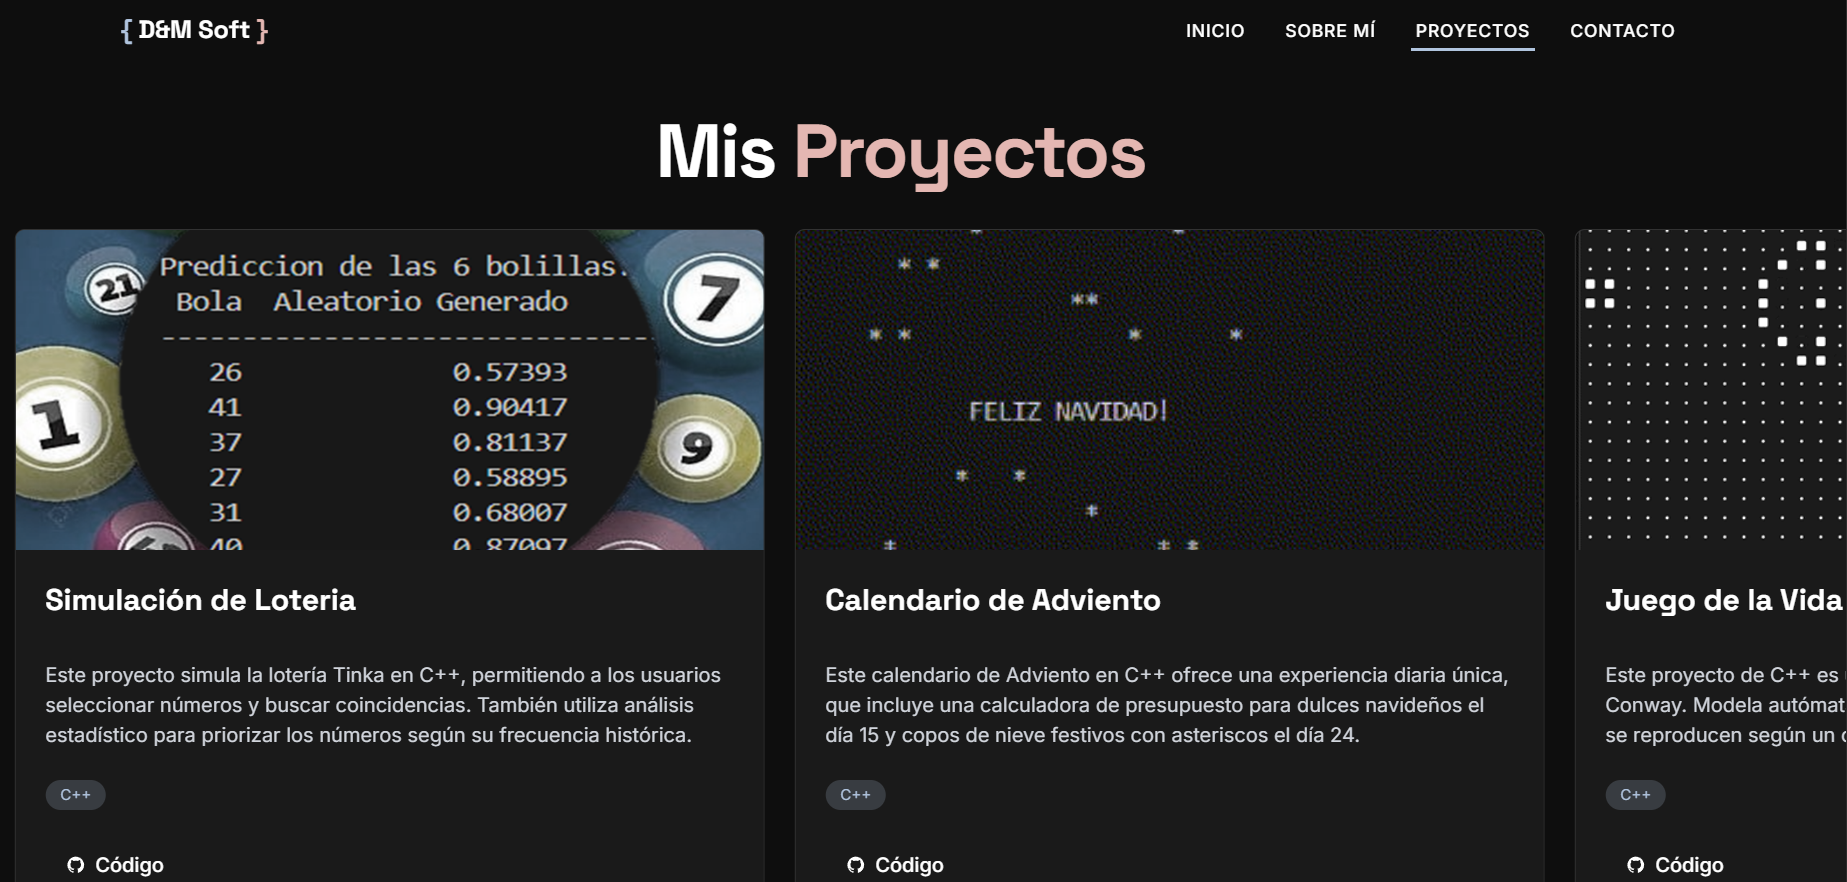 { D&M Soft }
INICIO
SOBRE MÍ
PROYECTOS
CONTACTO
Mis Proyectos
21
7
1
9
Prediccion de las 6 bolillas.
Bola Aleatorio Generado
-------------------------------
26 0.57393
41 0.90417
37 0.81137
27 0.58895
31 0.68007
40 0.87097
Simulación de Loteria
Este proyecto simula la lotería Tinka en C++, permitiendo a los usuarios
seleccionar números y buscar coincidencias. También utiliza análisis
estadístico para priorizar los números según su frecuencia histórica.
C++
Código
* *
**
* * * *
FELIZ NAVIDAD!
* *
*
* * *
Calendario de Adviento
Este calendario de Adviento en C++ ofrece una experiencia diaria única,
que incluye una calculadora de presupuesto para dulces navideños el
día 15 y copos de nieve festivos con asteriscos el día 24.
C++
Código
Juego de la Vida
Este proyecto de C++ es
Conway. Modela autómat
se reproducen según un
C++
Código